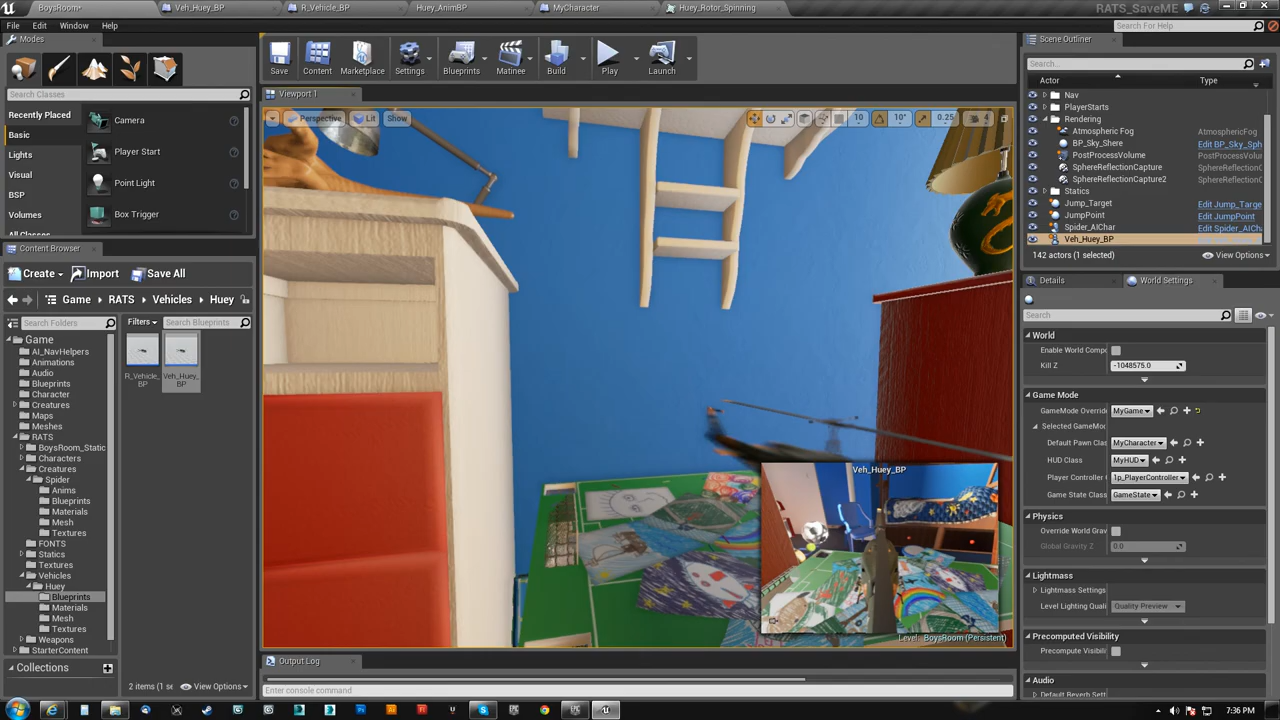 BoysRoom*
Veh_Huey_BP
R_Vehicle_BP
Huey_AnimBP
MyCharacter
Huey_Rotor_Spinning
RATS_SaveME
File
Edit
Window
Help
Search For Help
Modes
Search Classes
Recently Placed
Basic
Lights
Visual
BSP
Volumes
All Classes
Camera
Player Start
Point Light
Box Trigger
Save
Content
Marketplace
Settings
Blueprints
Matinee
Build
Play
Launch
Viewport 1
Perspective
Lit
Show
10
10°
0.25
4
Veh_Huey_BP
Level: BoysRoom (Persistent)
Content Browser
Create
Import
Save All
Game
RATS
Vehicles
Huey
Search Folders
Filters
Search Blueprints
Game
AI_NavHelpers
Animations
Audio
Blueprints
Character
Creatures
Maps
Meshes
RATS
BoysRoom_Static
Characters
Creatures
Spider
Anims
Blueprints
Materials
Mesh
Textures
FONTS
Statics
Textures
Vehicles
Huey
Blueprints
Materials
Mesh
Textures
Weapons
StarterContent
Collections
R_Vehicle_
BP
Veh_Huey_
BP
2 items (1 se
View Options
Output Log
Enter console command
Scene Outliner
Search...
Actor
Type
Nav
PlayerStarts
Rendering
Atmospheric Fog
AtmosphericFog
BP_Sky_Shere
Edit BP_Sky_Sph
PostProcessVolume
PostProcessVolu
SphereReflectionCapture
SphereReflectionC
SphereReflectionCapture2
SphereReflectionC
Statics
Jump_Target
Edit Jump_Targe
JumpPoint
Edit JumpPoint
Spider_AIChar
Edit Spider_AICha
Veh_Huey_BP
142 actors (1 selected)
View Options
Details
World Settings
Search
World
Enable World Compo
Kill Z
-1048575.0
Game Mode
GameMode Override
MyGame
Selected GameMod
Default Pawn Clas
MyCharacter
HUD Class
MyHUD
Player Controller
1p_PlayerController
Game State Class
GameState
Physics
Override World Grav
Global Gravity Z
0.0
Lightmass
Lightmass Settings
Level Lighting Quali
Quality Preview
Precomputed Visibility
Precompute Visibili
Audio
Default Reverb Sett
7:36 PM